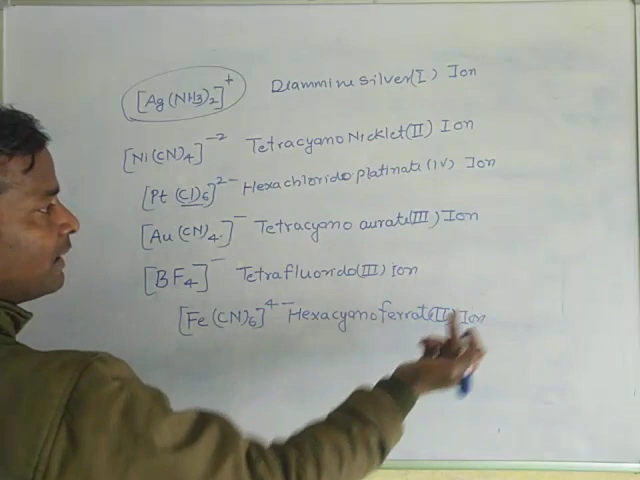 [Ag(NH3)2]+ Diammine silver(I) Ion
[Ni(CN)4]-2 Tetracyano Nicklet(II) Ion
[Pt(Cl)6]2- Hexachlorido platinate(IV) Ion
[Au(CN)4]- Tetracyano aurate(III) Ion
[BF4]- Tetrafluorido(III) ion
[Fe(CN)6]4- Hexacyanoferrate(II) Ion